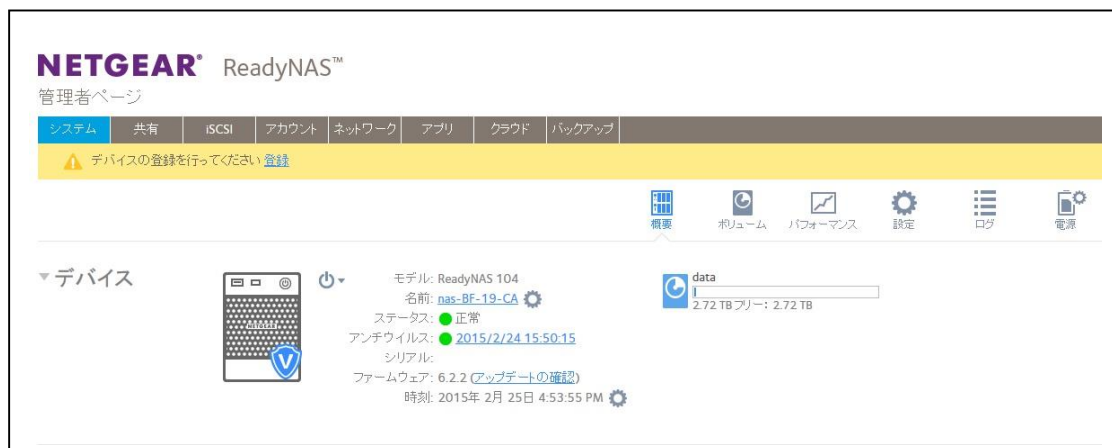 NETGEAR® ReadyNAS™
管理者ページ
システム 共有 iSCSI アカウント ネットワーク アプリ クラウド バックアップ
デバイスの登録を行ってください 登録
概要 ボリューム パフォーマンス 設定 ログ 電源
デバイス
NETGEAR
V
モデル: ReadyNAS 104
名前: nas-BF-19-CA
ステータス: 正常
アンチウイルス: 2015/2/24 15:50:15
シリアル:
ファームウェア: 6.2.2 (アップデートの確認)
時刻: 2015年 2月 25日 4:53:55 PM
data
2.72 TB フリー: 2.72 TB